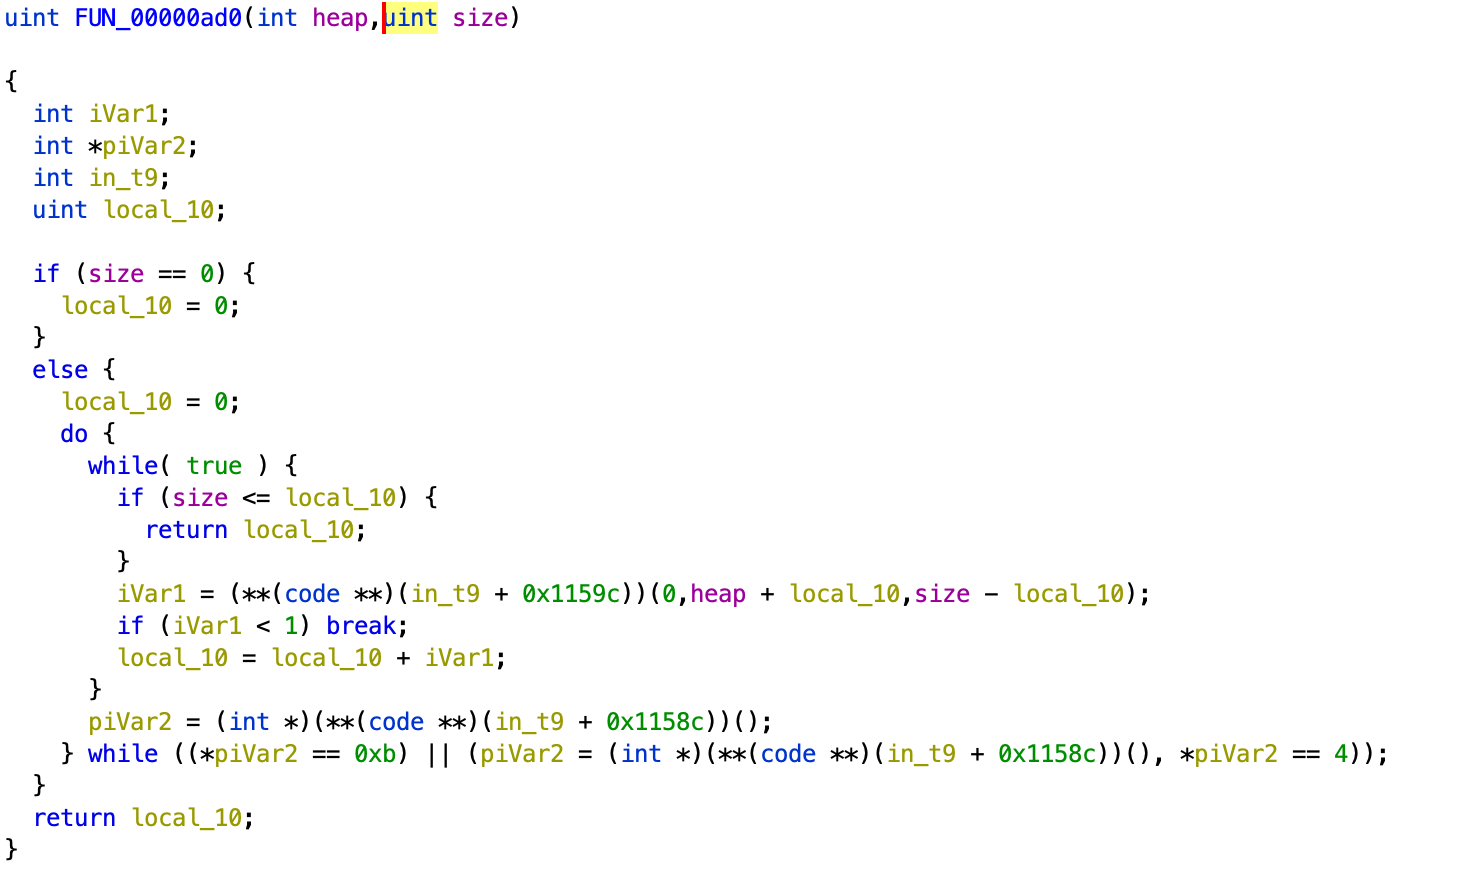 uint FUN_00000ad0(int heap,uint size)
{
int iVar1;
int *piVar2;
int in_t9;
uint local_10;
if (size == 0) {
local_10 = 0;
}
else {
local_10 = 0;
do {
while( true ) {
if (size <= local_10) {
return local_10;
}
iVar1 = (**(code **)(in_t9 + 0x1159c))(0,heap + local_10,size - local_10);
if (iVar1 < 1) break;
local_10 = local_10 + iVar1;
}
piVar2 = (int *)(**(code **)(in_t9 + 0x1158c))();
} while ((*piVar2 == 0xb) || (piVar2 = (int *)(**(code **)(in_t9 + 0x1158c))(), *piVar2 == 4));
}
return local_10;
}